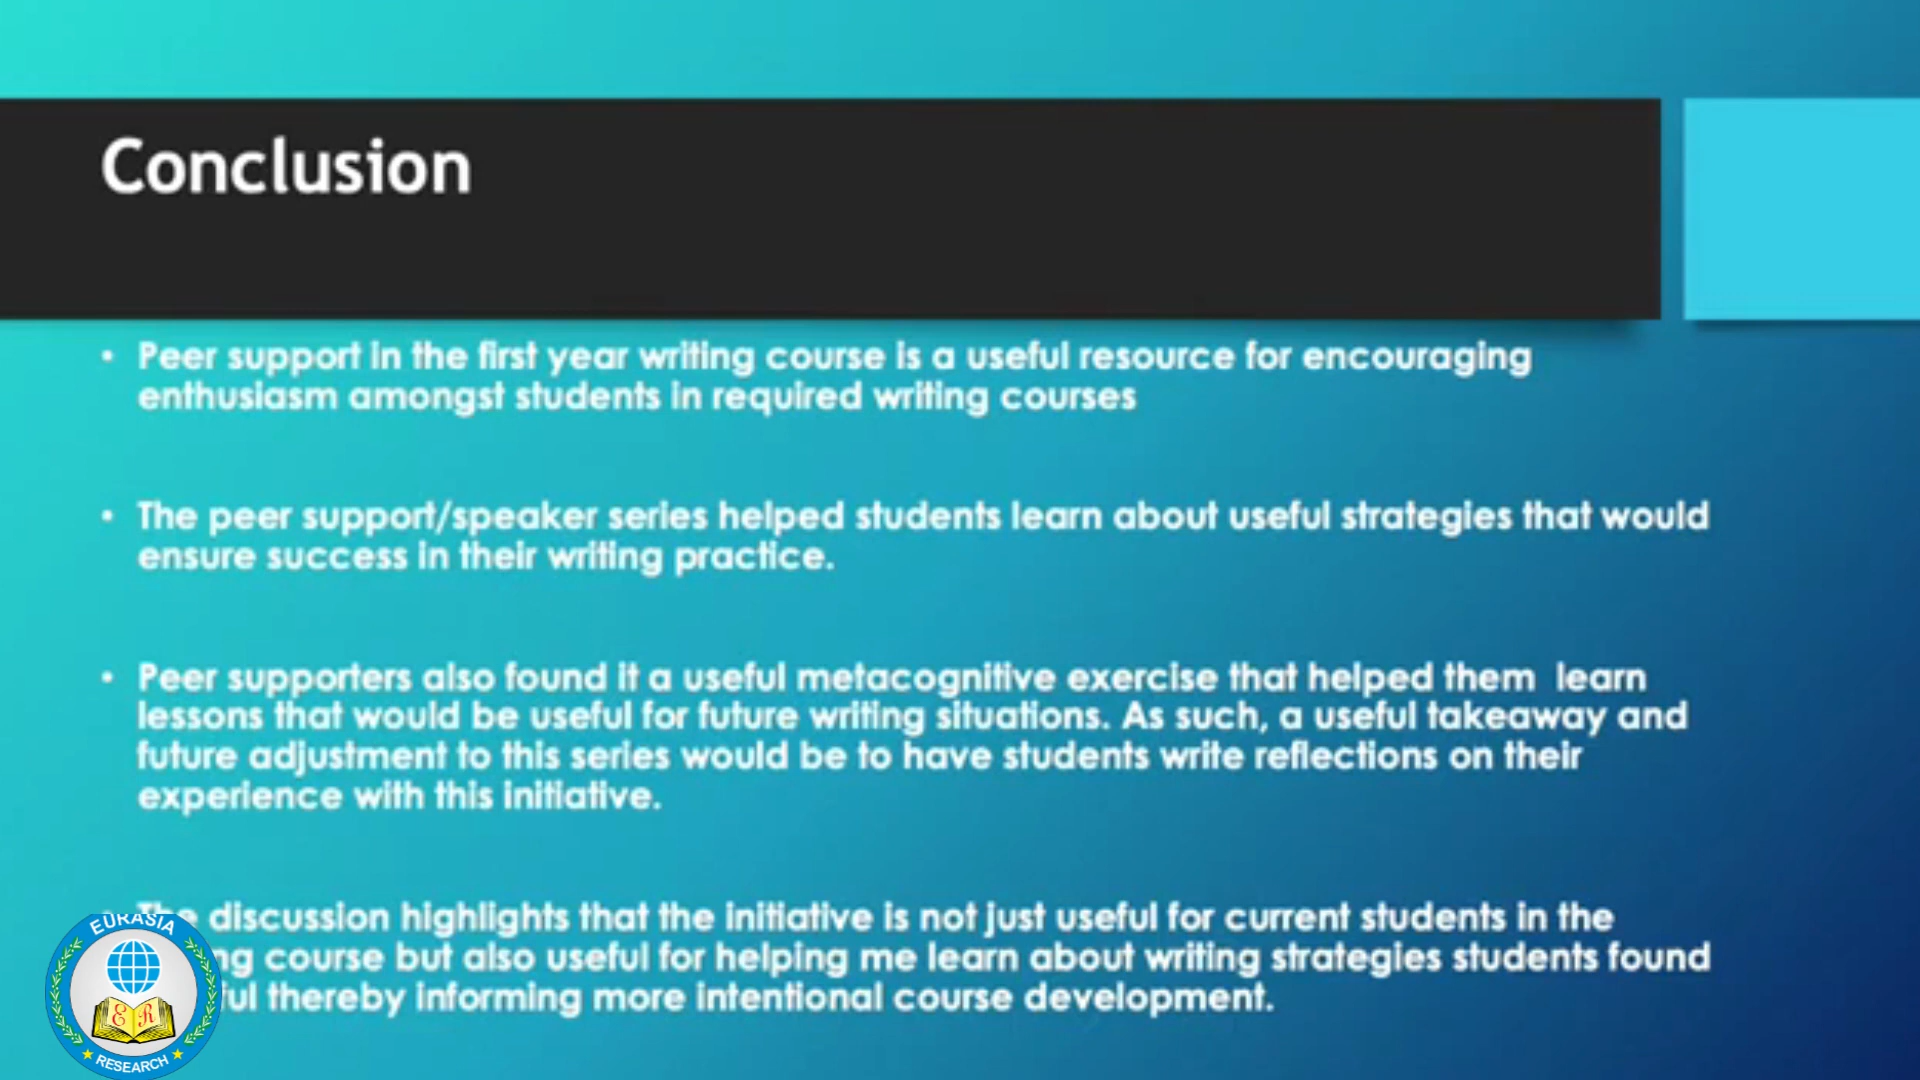 Conclusion
• Peer support in the first year writing course is a useful resource for encouraging
enthusiasm amongst students in required writing courses
• The peer support/speaker series helped students learn about useful strategies that would
ensure success in their writing practice.
• Peer supporters also found it a useful metacognitive exercise that helped them  learn
lessons that would be useful for future writing situations. As such, a useful takeaway and
future adjustment to this series would be to have students write reflections on their
experience with this initiative.
The discussion highlights that the initiative is not just useful for current students in the
ng course but also useful for helping me learn about writing strategies students found
ful thereby informing more intentional course development.
EURASIA
E R
RESEARCH